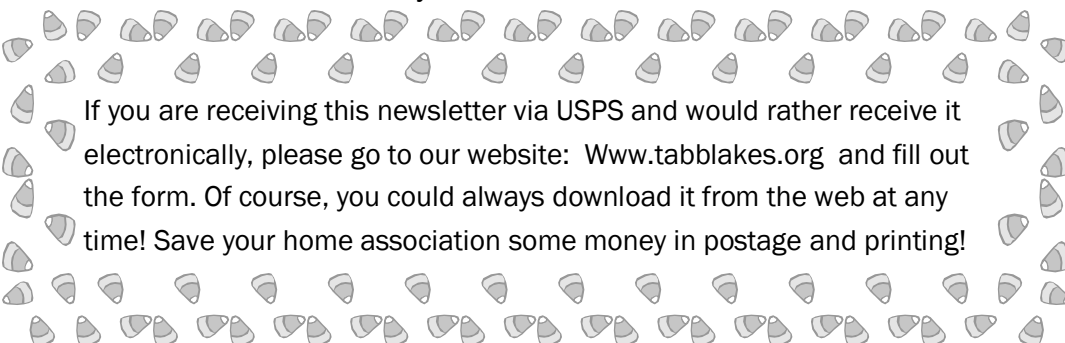 If you are receiving this newsletter via USPS and would rather receive it
electronically, please go to our website:  Www.tabblakes.org  and fill out
the form. Of course, you could always download it from the web at any
time! Save your home association some money in postage and printing!